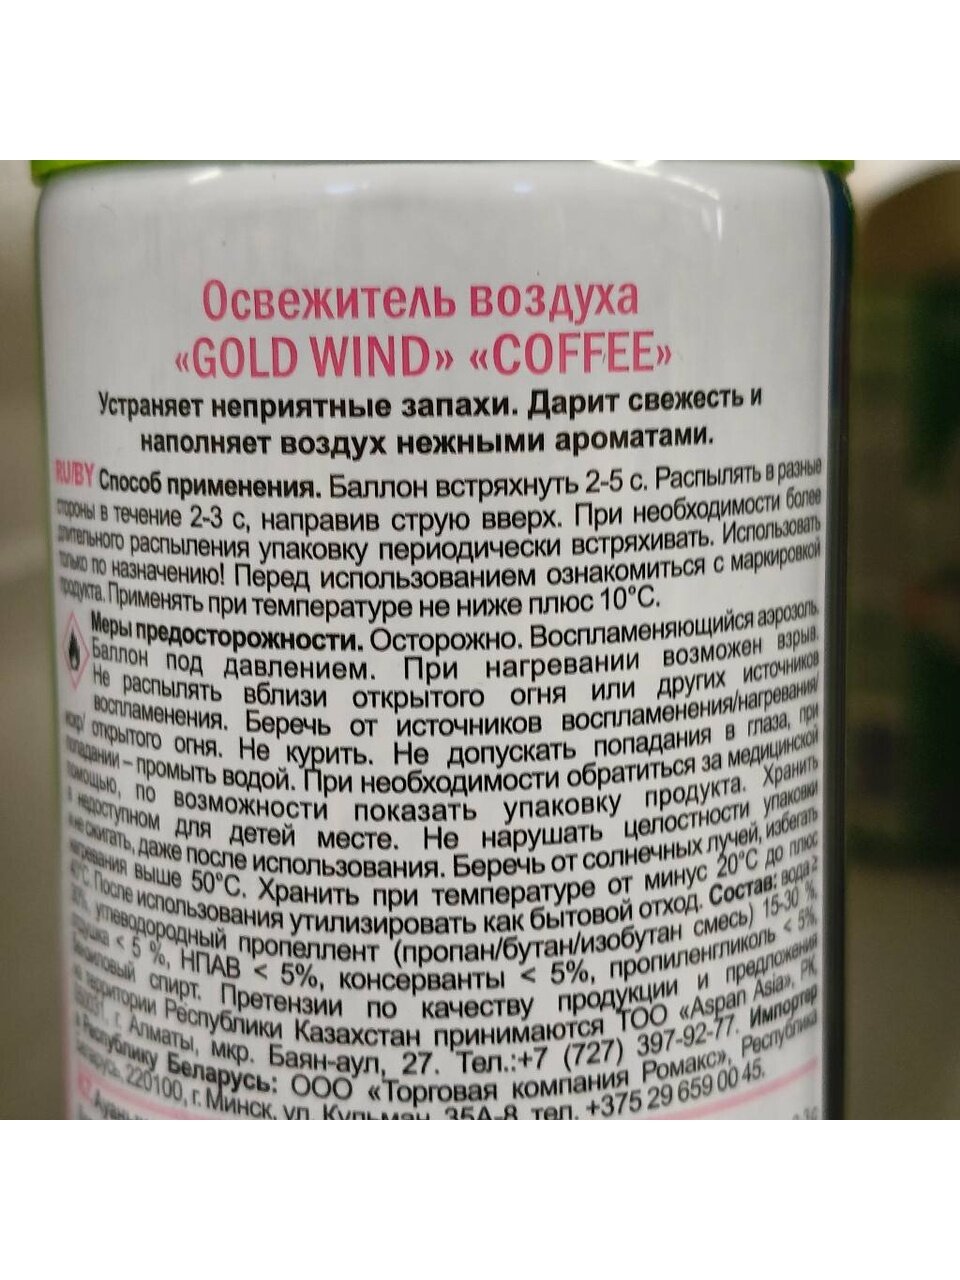 Освежитель воздуха
«GOLD WIND» «COFFEE»
Устраняет неприятные запахи. Дарит свежесть и
наполняет воздух нежными ароматами.
RU/BY Способ применения. Баллон встряхнуть 2-5 с. Распылять в разные
стороны в течение 2-3 с, направив струю вверх. При необходимости более
длительного распыления упаковку периодически встряхивать. Использовать
только по назначению! Перед использованием ознакомиться с маркировкой
продукта. Применять при температуре не ниже плюс 10°С.
Меры предосторожности. Осторожно. Воспламеняющийся аэрозоль.
Баллон под давлением. При нагревании возможен взрыв.
Не распылять вблизи открытого огня или других источников
воспламенения. Беречь от источников воспламенения/нагревания/
искр/ открытого огня. Не курить. Не допускать попадания в глаза, при
попадании – промыть водой. При необходимости обратиться за медицинской
помощью, по возможности показать упаковку продукта. Хранить
в недоступном для детей месте. Не нарушать целостности упаковки
и не сжигать, даже после использования. Беречь от солнечных лучей, избегать
нагревания выше 50°С. Хранить при температуре от минус 20°С до плюс
40°С. После использования утилизировать как бытовой отход. Состав: вода ≥
30%, углеводородный пропеллент (пропан/бутан/изобутан смесь) 15-30 %,
отдушка < 5 %, НПАВ < 5%, консерванты < 5%, пропиленгликоль < 5%,
спирт. Претензии по качеству продукции и предложения
на территории Республики Казахстан принимаются ТОО «Aspan Asia», РК,
г. Алматы, мкр. Баян-аул, 27. Тел.:+7 (727) 397-92-77. Импортер
в Республику Беларусь: ООО «Торговая компания Ромакс», Республика
Беларусь, 220100, г. Минск, ул. Кульман, 35А-8, тел. +375 29 659 00 45.